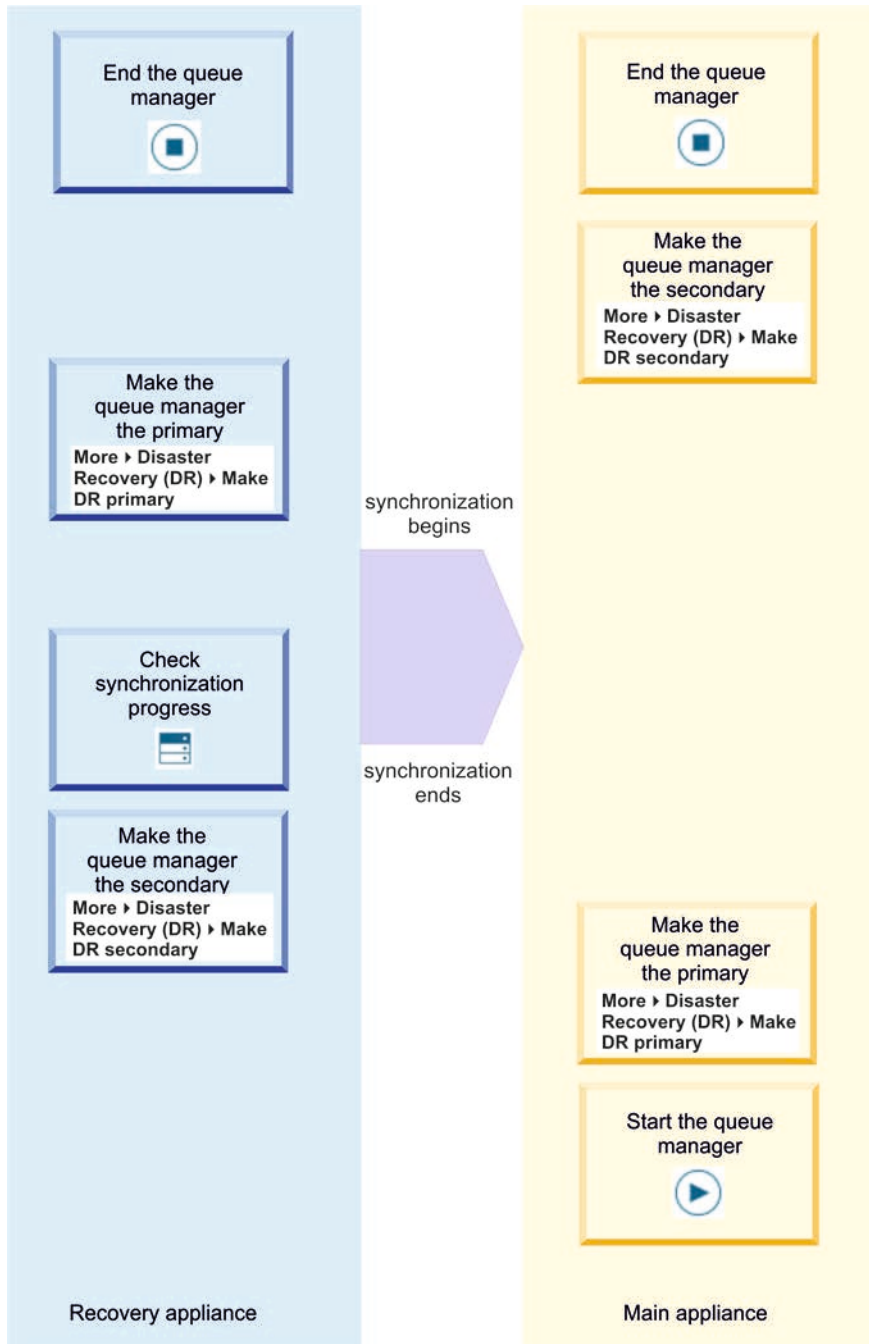 End the queue
manager
End the queue
manager
Make the
queue manager
the secondary
More ▸ Disaster
Recovery (DR) ▸ Make
DR secondary
Make the
queue manager
the primary
More ▸ Disaster
Recovery (DR) ▸ Make
DR primary
synchronization
begins
Check
synchronization
progress
synchronization
ends
Make the
queue manager
the secondary
More ▸ Disaster
Recovery (DR) ▸ Make
DR secondary
Make the
queue manager
the primary
More ▸ Disaster
Recovery (DR) ▸ Make
DR primary
Start the queue
manager
Recovery appliance
Main appliance